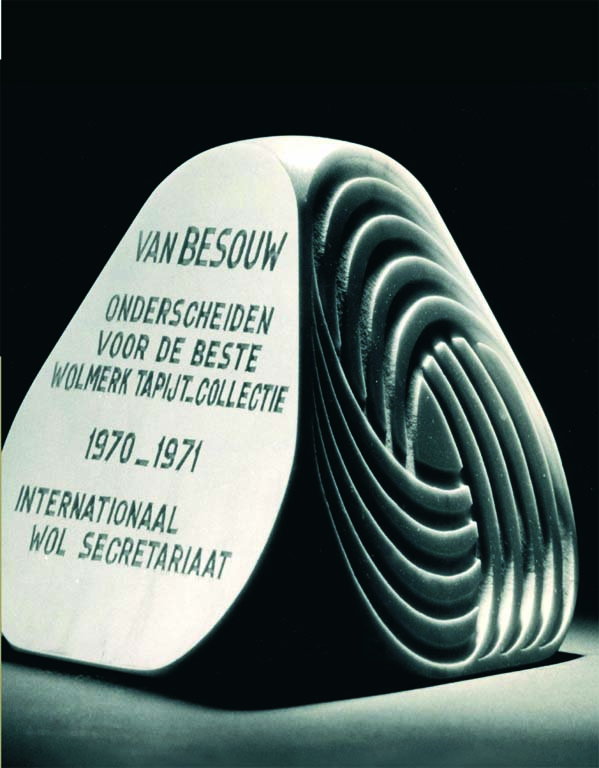 VAN BESOUW
ONDERSCHEIDEN
VOOR DE BESTE
WOLMERK TAPIJT_COLLECTIE
1970_1971
INTERNATIONAAL
WOL SECRETARIAAT